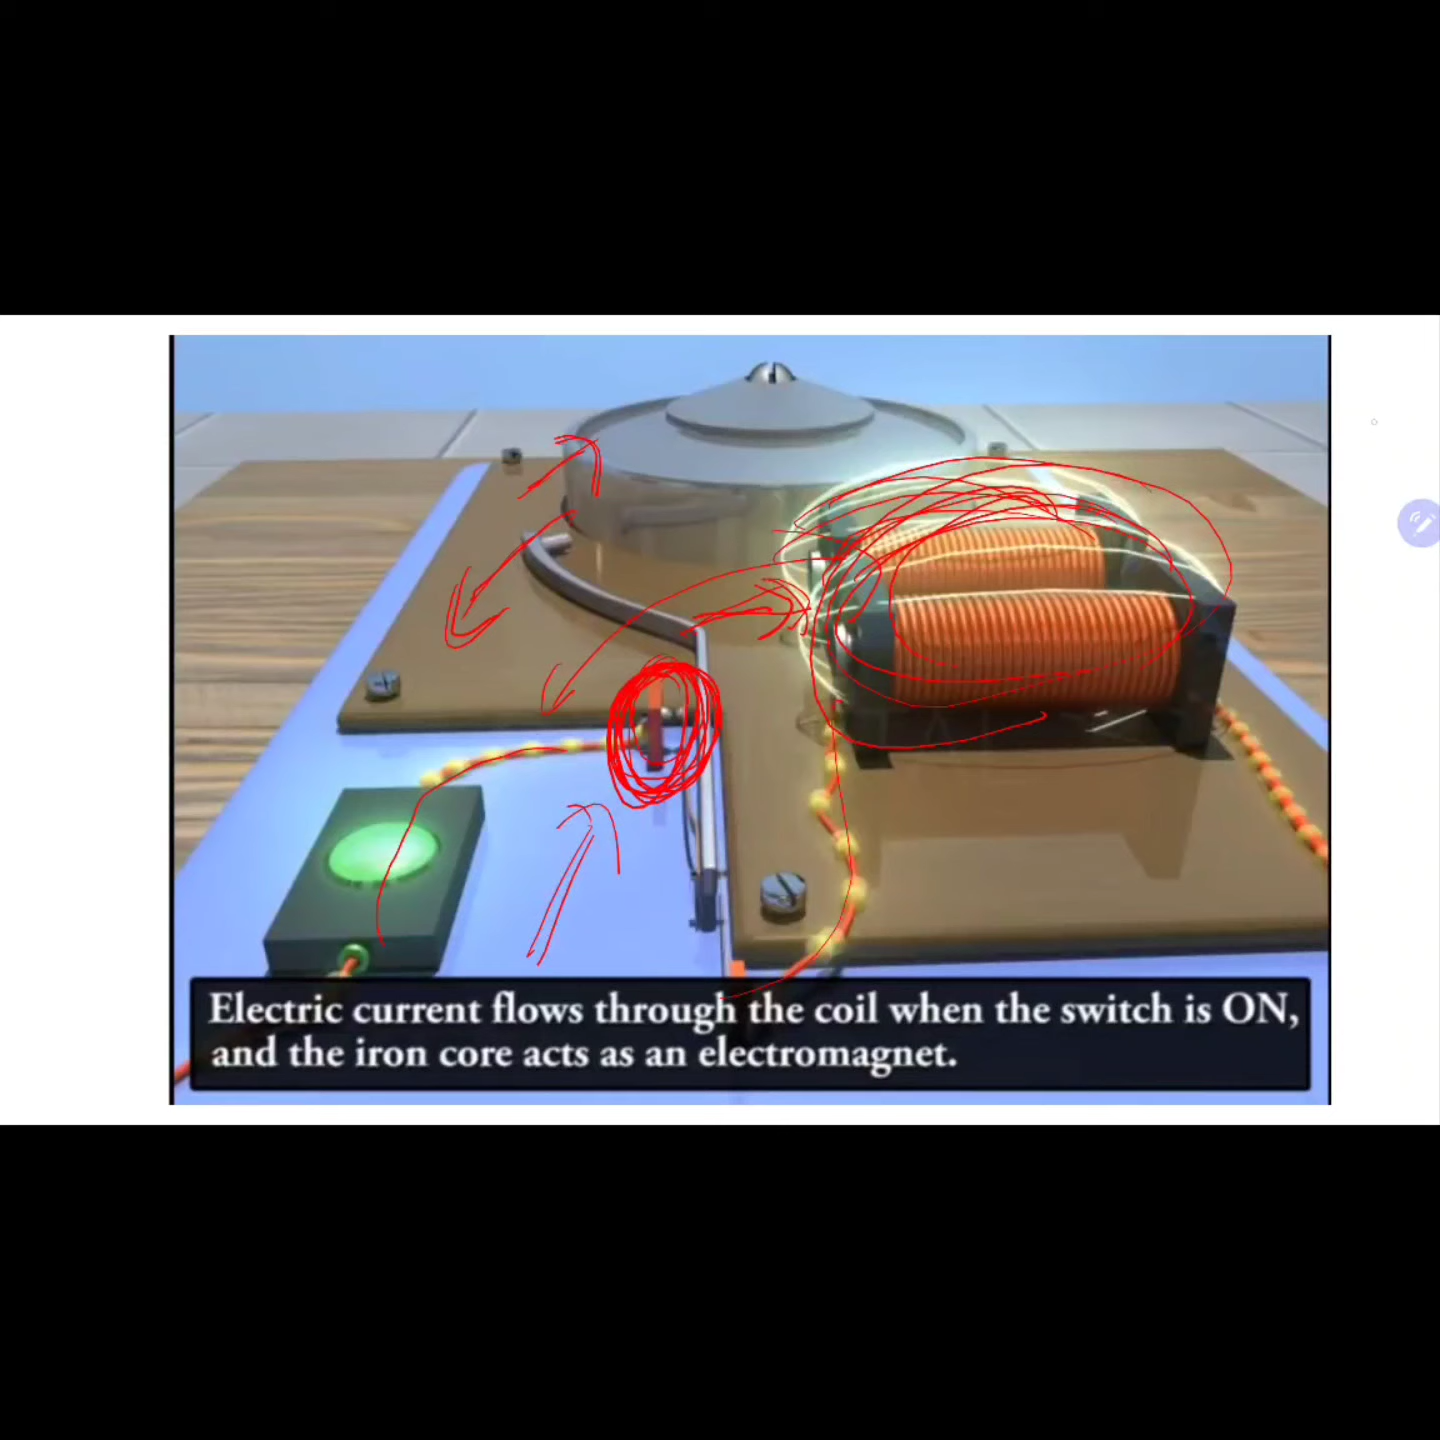 Electric current flows through the coil when the switch is ON,
and the iron core acts as an electromagnet.